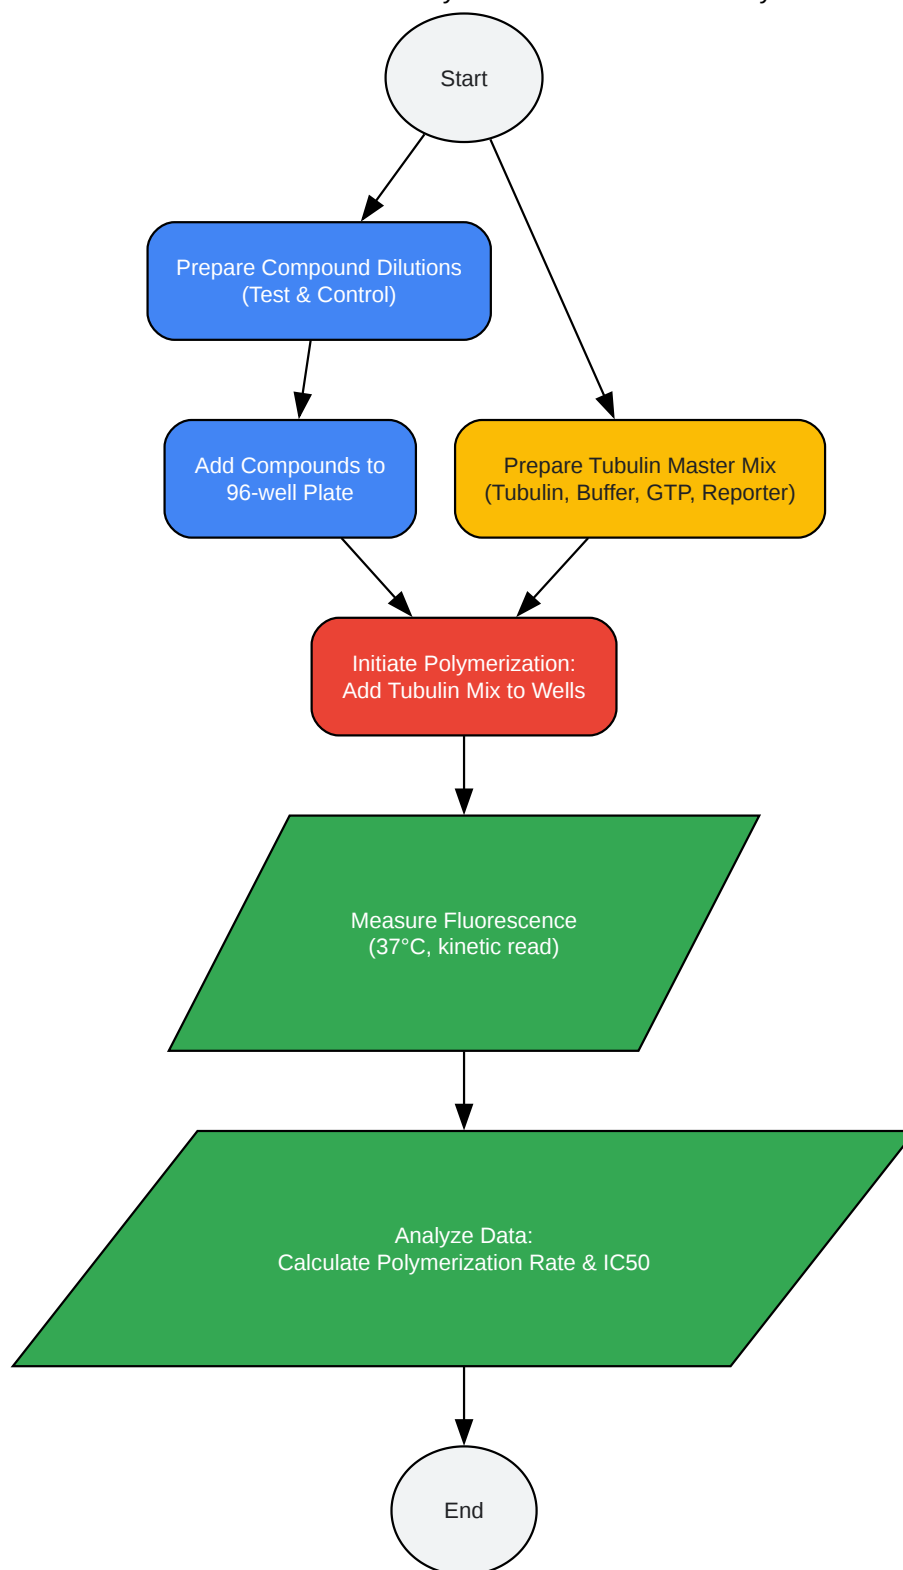 Start
Prepare Compound Dilutions
(Test & Control)
Add Compounds to
96-well Plate
Prepare Tubulin Master Mix
(Tubulin, Buffer, GTP, Reporter)
Initiate Polymerization:
Add Tubulin Mix to Wells
Measure Fluorescence
(37°C, kinetic read)
Analyze Data:
Calculate Polymerization Rate & IC50
End